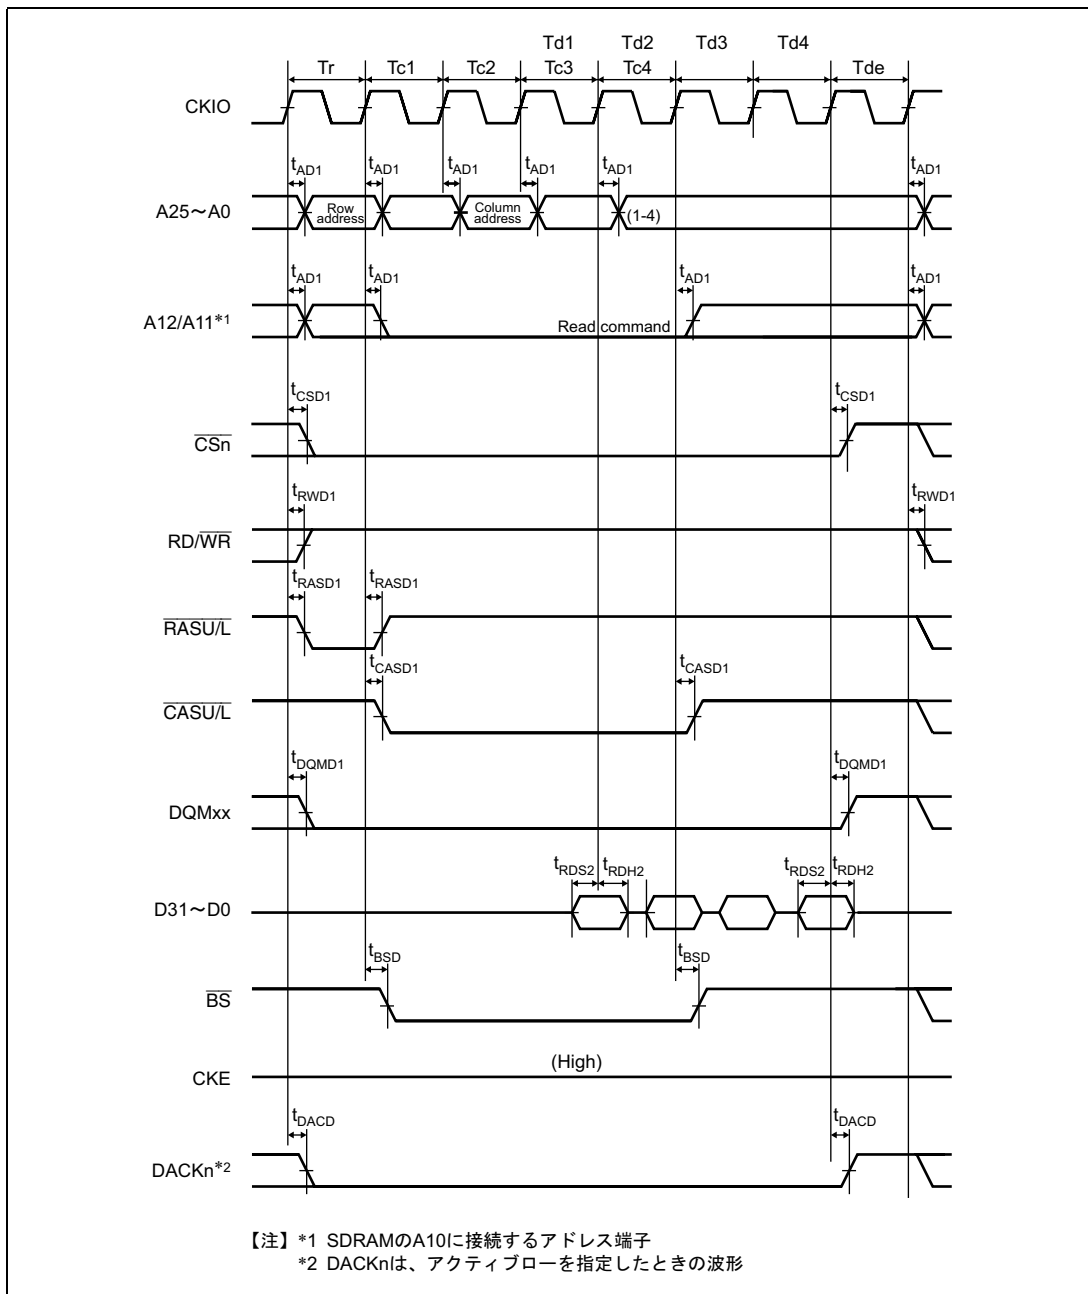 Td1 Td2 Td3 Td4
Tr Tc1 Tc2 Tc3 Tc4 Tde
CKIO
tAD1 tAD1 tAD1 tAD1 tAD1 tAD1
A25～A0 Row address Column address (1-4)
tAD1 tAD1 tAD1 tAD1
A12/A11*1 Read command
tCSD1 tCSD1
CSn
tRWD1 tRWD1
RD/WR
tRASD1 tRASD1
RASU/L
tCASD1 tCASD1
CASU/L
tDQMD1 tDQMD1
DQMxx
tRDS2 tRDH2 tRDS2 tRDH2
D31～D0
tBSD tBSD
BS
(High)
CKE
tDACD tDACD
DACKn*2
【注】*1 SDRAMのA10に接続するアドレス端子
*2 DACKnは、アクティブローを指定したときの波形